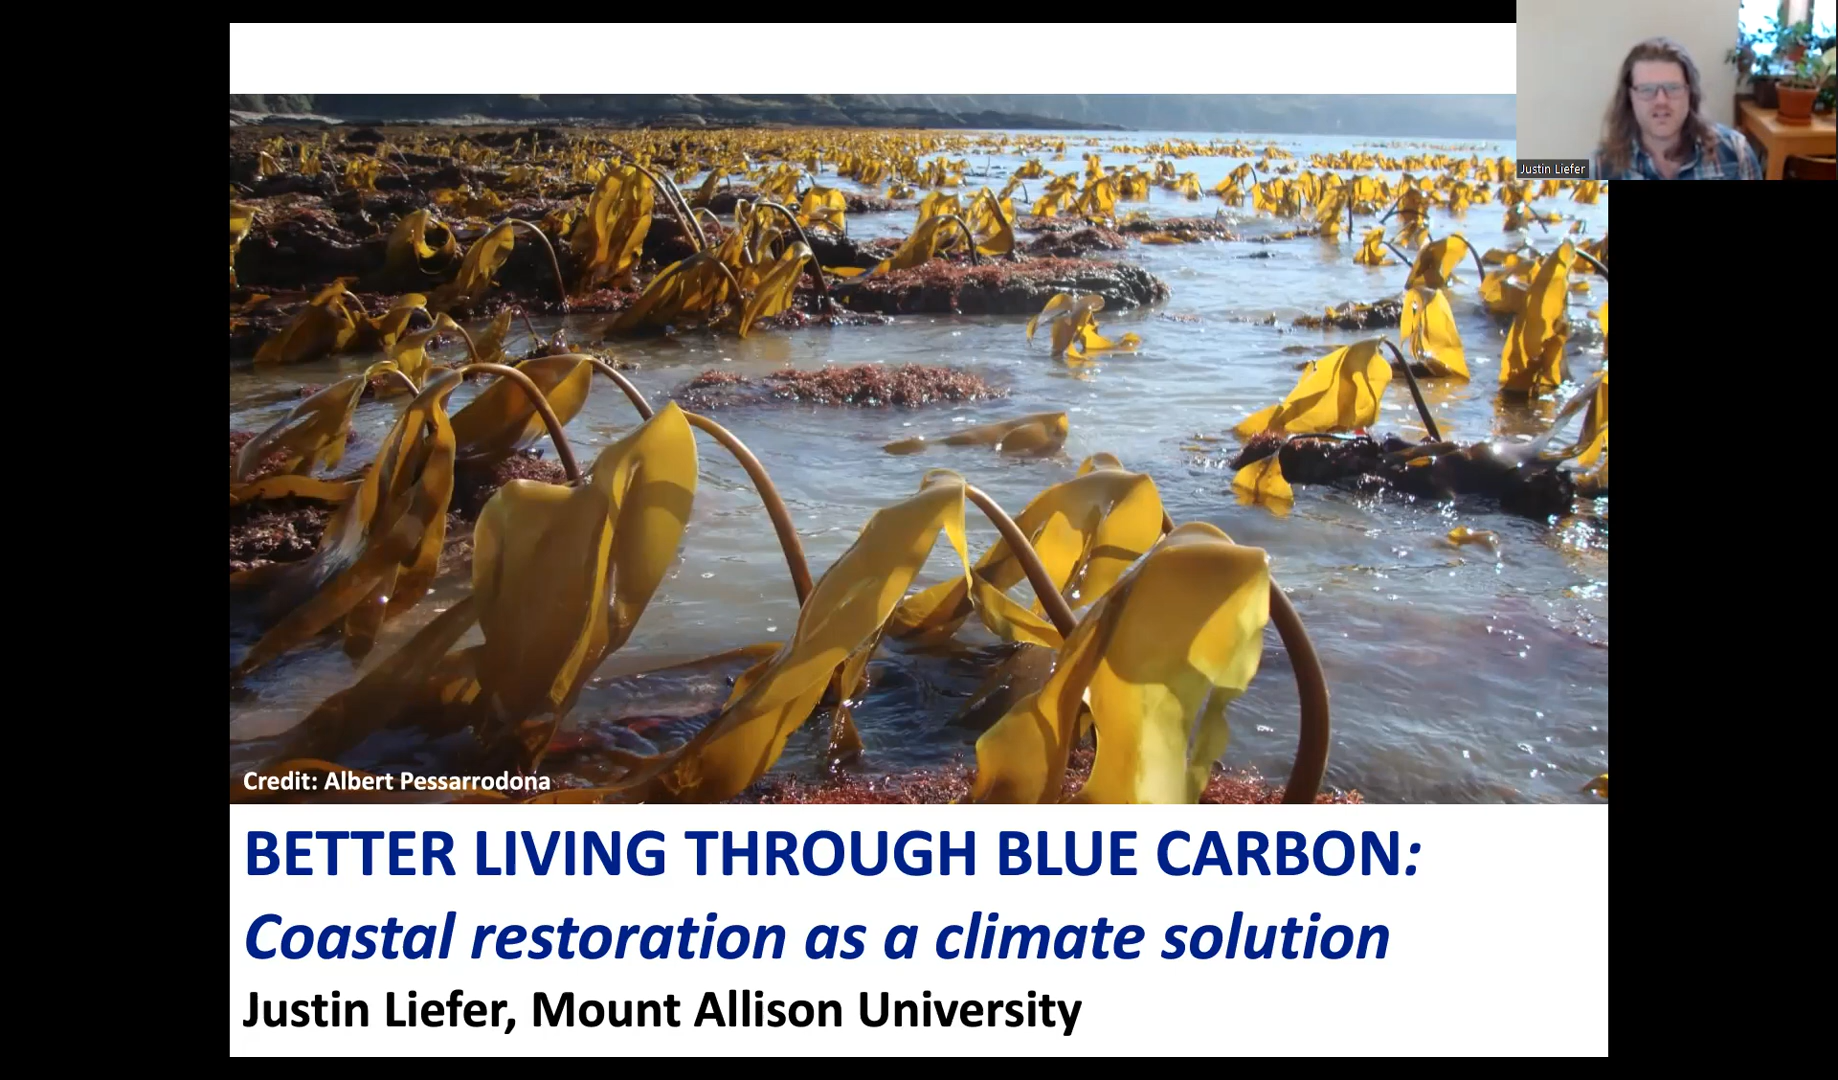 Justin Liefer
Credit: Albert Pessarrodona
BETTER LIVING THROUGH BLUE CARBON:
Coastal restoration as a climate solution
Justin Liefer, Mount Allison University